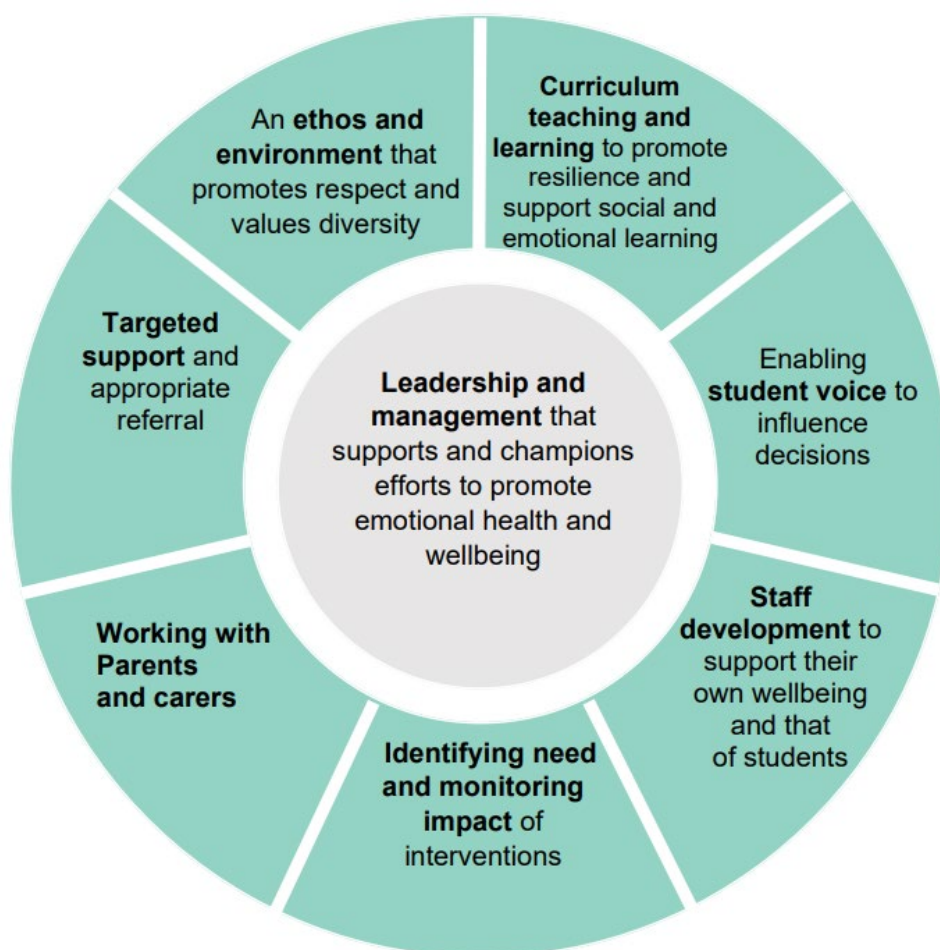 An ethos and
environment that
promotes respect and
values diversity
Curriculum
teaching and
learning to promote
resilience and
support social and
emotional learning
Enabling
student voice to
influence
decisions
Staff
development to
support their
own wellbeing
and that
of students
Identifying need
and monitoring
impact of
interventions
Working with
Parents
and carers
Targeted
support and
appropriate
referral
Leadership and
management that
supports and champions
efforts to promote
emotional health and
wellbeing